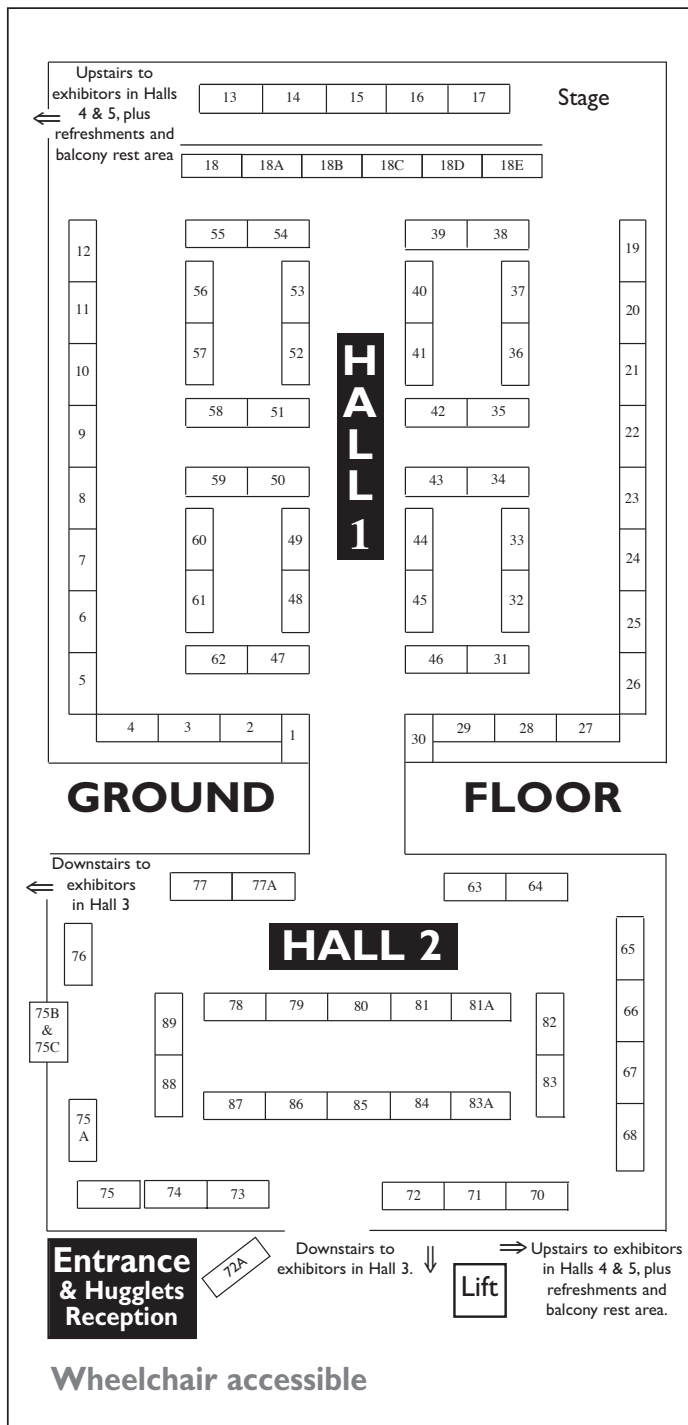 Upstairs to
exhibitors in Halls
4 & 5, plus
refreshments and
balcony rest area
13 14 15 16 17
Stage
18 18A 18B 18C 18D 18E
55 54 39 38
12 19
56 53 40 37
11 20
57 52 41 36
10 21
58 51 42 35
9 22
59 50 43 34
8 23
60 49 44 33
7 24
61 48 45 32
6 25
62 47 46 31
5 26
HALL 1
4 3 2 1
30 29 28 27
GROUND FLOOR
Downstairs to
exhibitors
in Hall 3
77 77A 63 64
HALL 2
76 65
75B
&
75C
89 78 79 80 81 81A 82 66
88 87 86 85 84 83A 83 67
75
A
68
75 74 73 72 71 70
Entrance
& Hugglets
Reception
72A
Downstairs to
exhibitors in Hall 3.
Lift
Upstairs to exhibitors
in Halls 4 & 5, plus
refreshments and
balcony rest area.
Wheelchair accessible